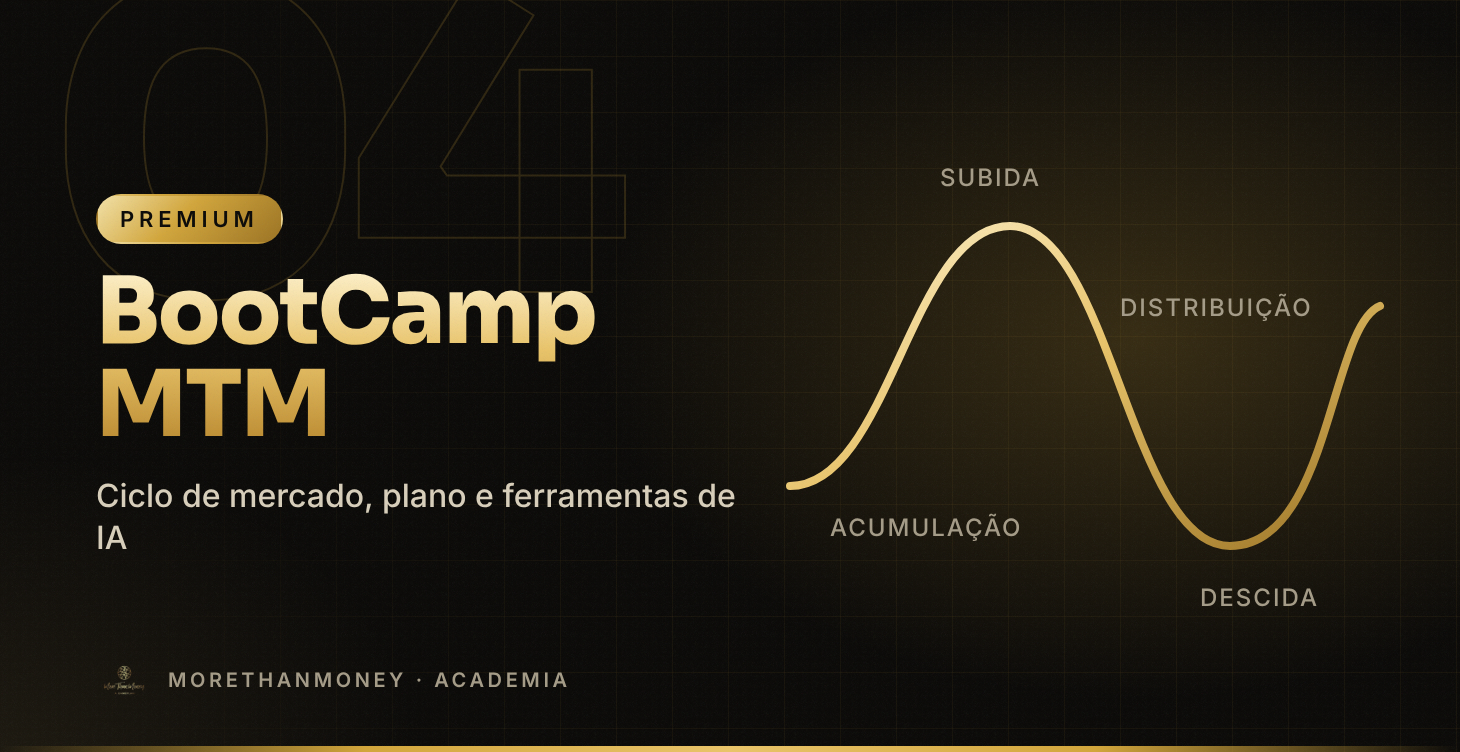 04
PREMIUM
BootCamp
MTM
Ciclo de mercado, plano e ferramentas de
IA
MORETHANMONEY · ACADEMIA
SUBIDA
DISTRIBUIÇÃO
ACUMULAÇÃO
DESCIDA